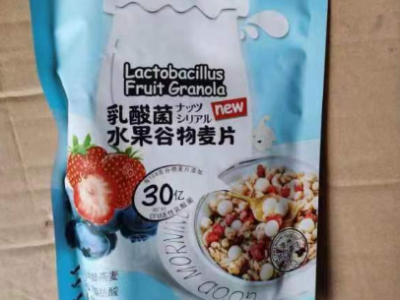 Lactobacillus
Fruit Granola
乳酸菌 ナッツ シリアル new
水果谷物麦片
30亿
GOOD MORNING